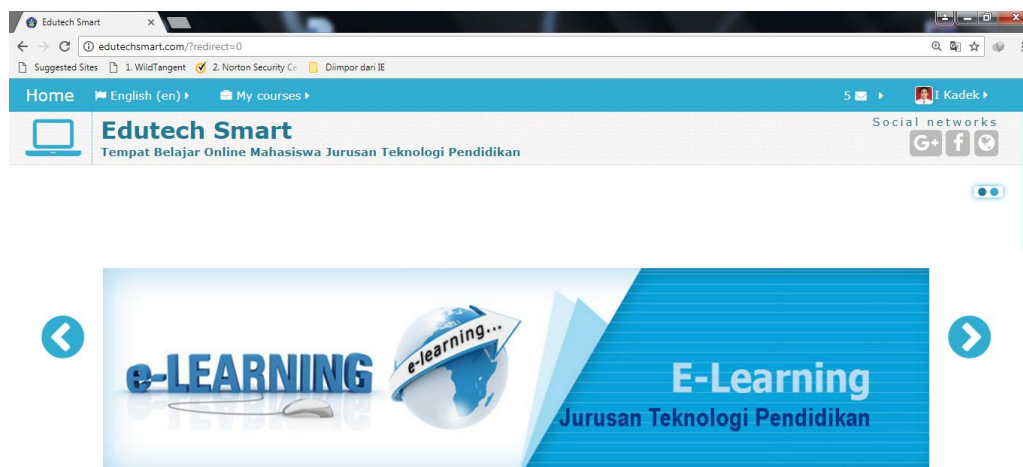 Edutech Smart
edutechsmart.com/?redirect=0
Suggested Sites 1. WildTangent 2. Norton Security Ce Diimpor dari IE
Home English (en) My courses 5 I Kadek
Edutech Smart
Tempat Belajar Online Mahasiswa Jurusan Teknologi Pendidikan
Social networks
G+ f
e-LEARNING
e-learning...
E-Learning
Jurusan Teknologi Pendidikan